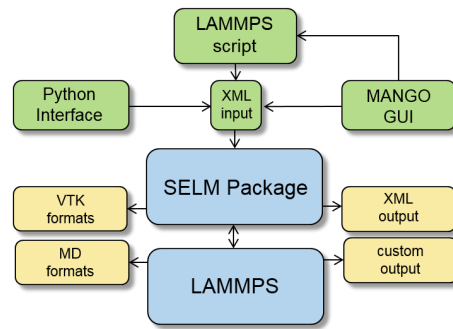 LAMMPS
script
Python
Interface
XML
input
MANGO
GUI
SELM Package
VTK
formats
XML
output
MD
formats
LAMMPS
custom
output